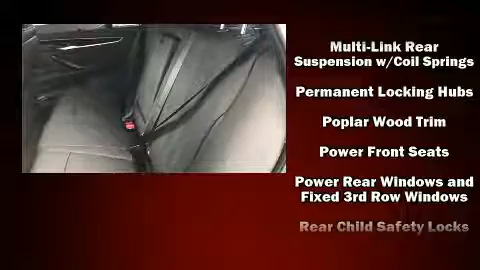 Multi-Link Rear
Suspension w/Coil Springs
Permanent Locking Hubs
Poplar Wood Trim
Power Front Seats
Power Rear Windows and
Fixed 3rd Row Windows
Rear Child Safety Locks